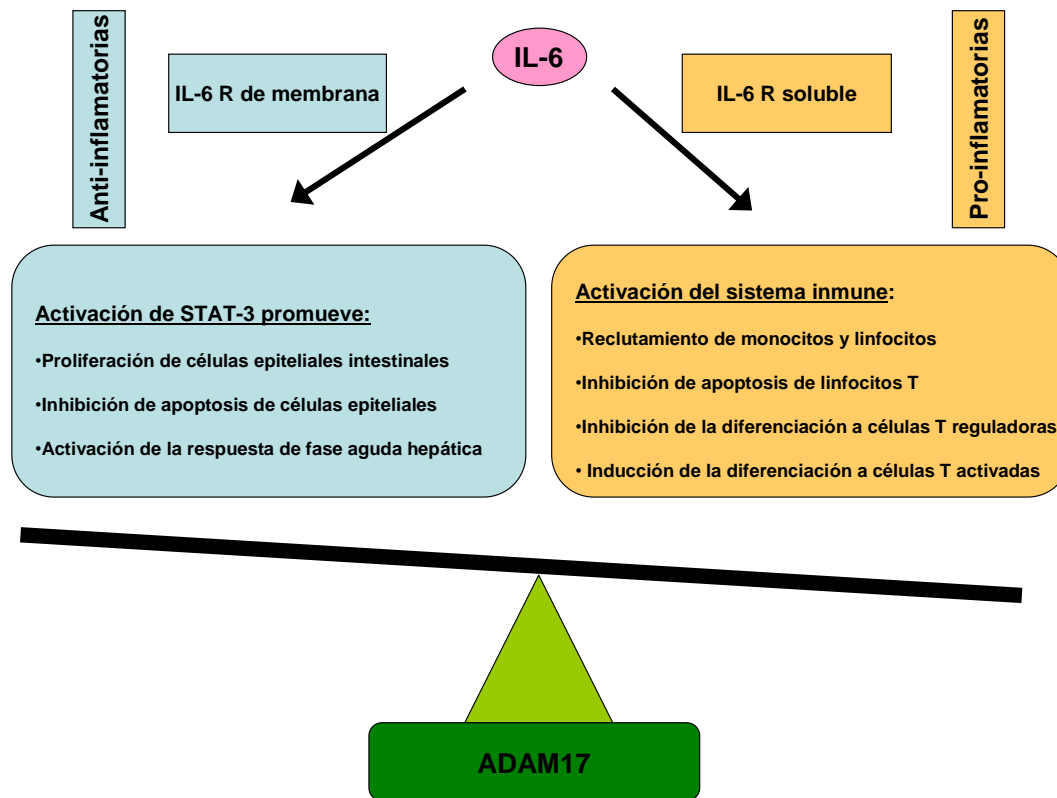 Anti-inflamatorias
IL-6 R de membrana
IL-6
IL-6 R soluble
Pro-inflamatorias
Activación de STAT-3 promueve:
•Proliferación de células epiteliales intestinales
•Inhibición de apoptosis de células epiteliales
•Activación de la respuesta de fase aguda hepática
Activación del sistema inmune:
•Reclutamiento de monocitos y linfocitos
•Inhibición de apoptosis de linfocitos T
•Inhibición de la diferenciación a células T reguladoras
• Inducción de la diferenciación a células T activadas
ADAM17